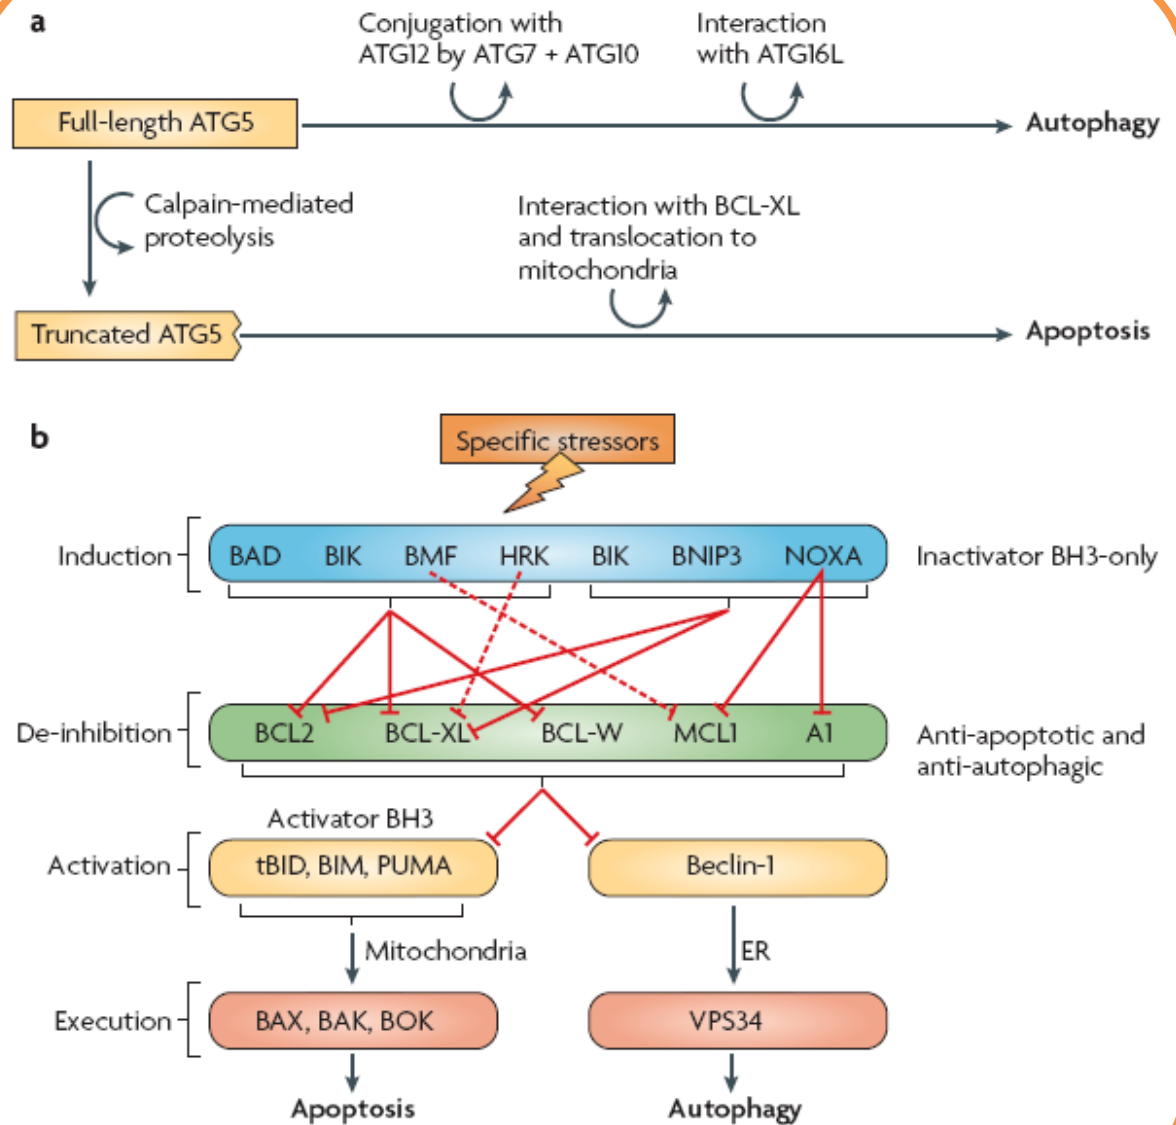 a
Conjugation with
ATG12 by ATG7 + ATG10
Interaction
with ATG16L
Full-length ATG5
Autophagy
Calpain-mediated
proteolysis
Interaction with BCL-XL
and translocation to
mitochondria
Truncated ATG5
Apoptosis
b
Specific stressors
Induction
BAD BIK BMF HRK BIK BNIP3 NOXA
Inactivator BH3-only
De-inhibition
BCL2 BCL-XL BCL-W MCL1 A1
Anti-apoptotic and
anti-autophagic
Activator BH3
Activation
tBID, BIM, PUMA
Beclin-1
Mitochondria
ER
Execution
BAX, BAK, BOK
VPS34
Apoptosis
Autophagy